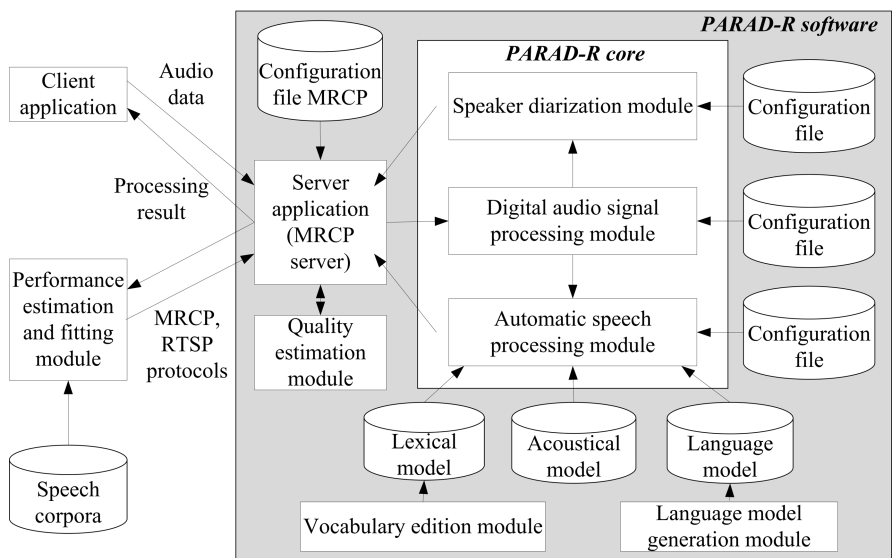 PARAD-R software
PARAD-R core
Client
application
Audio
data
Configuration
file MRCP
Speaker diarization module
Configuration
file
Processing
result
Server
application
(MRCP
server)
Digital audio signal
processing module
Configuration
file
Performance
estimation
and fitting
module
MRCP,
RTSP
protocols
Quality
estimation
module
Automatic speech
processing module
Configuration
file
Lexical
model
Acoustical
model
Language
model
Speech
corpora
Vocabulary edition module
Language model
generation module